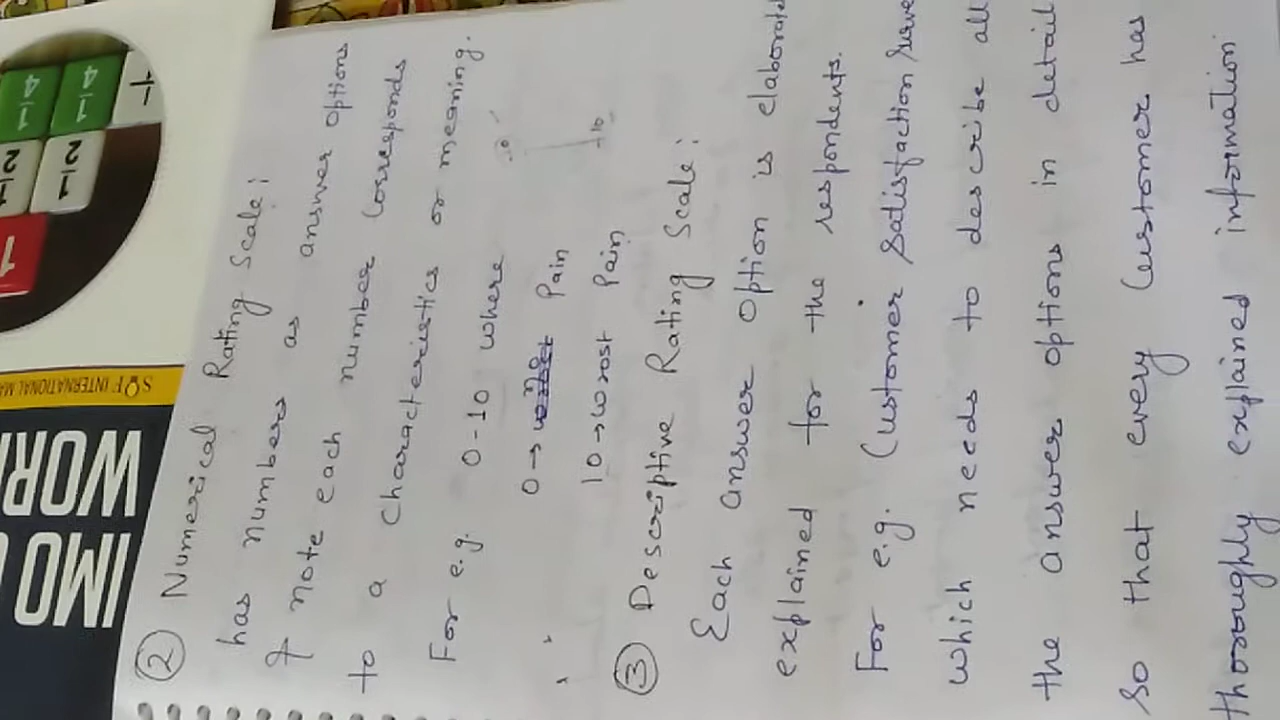 ② Numerical Rating Scale:
has numbers as answer options
& note each number corresponds
to a characteristics or meaning.
For e.g. 0-10 where
0→ no Pain
10→worst Pain
③ Descriptive Rating Scale:
Each answer option is elaborate
explained for the respondents.
For e.g. Customer Satisfaction Surve
which needs to describe all
the answer options in detail
so that every Customer has
thoroughly explained information
SOF INTERNATIONAL MA
IMO
WOR